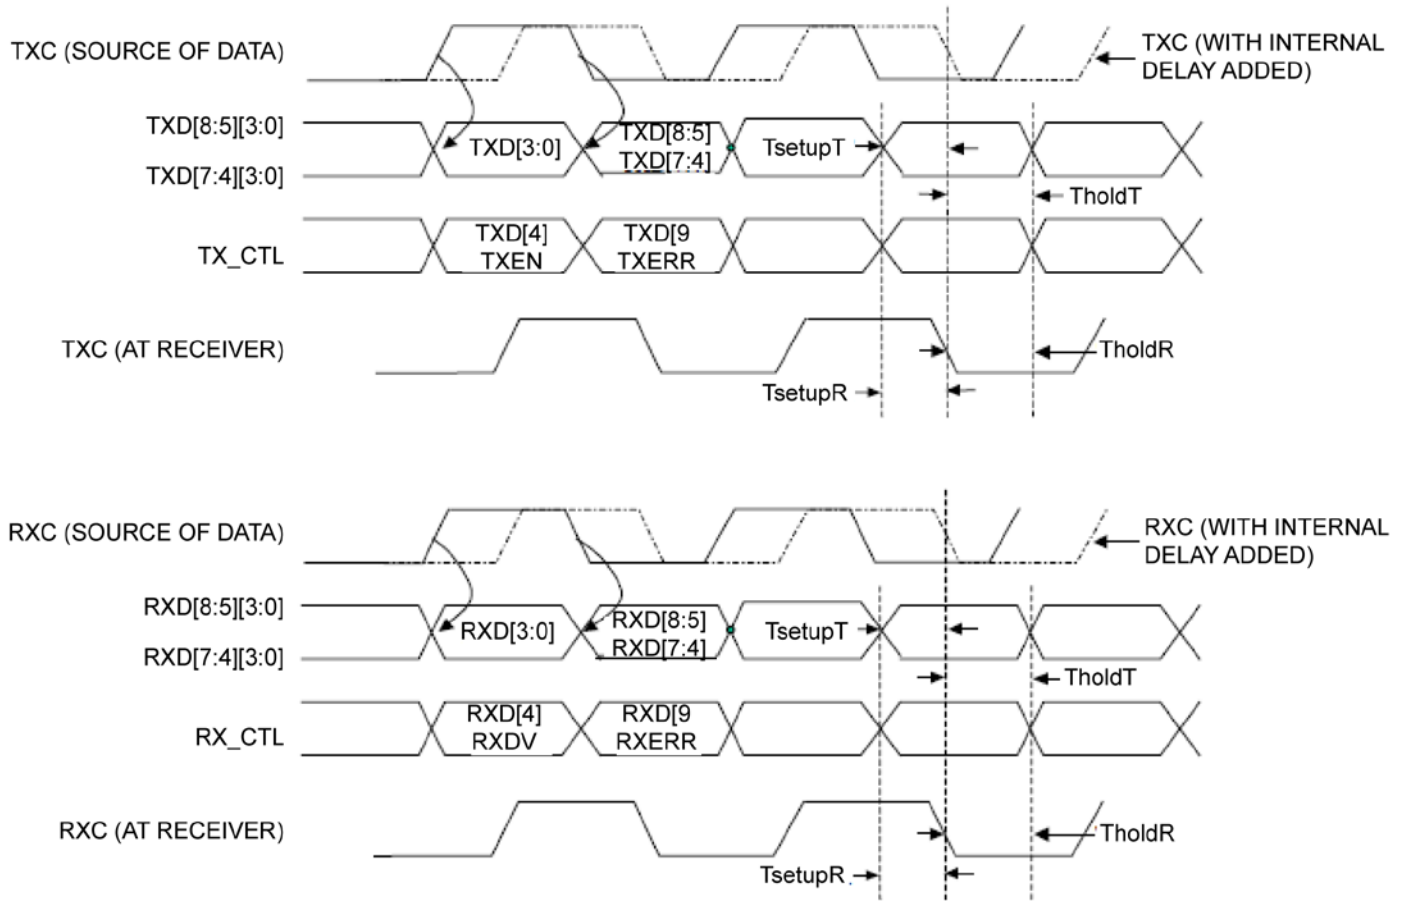 TXC (SOURCE OF DATA)
TXC (WITH INTERNAL
DELAY ADDED)
TXD[8:5][3:0]
TXD[7:4][3:0]
TXD[3:0]
TXD[8:5]
TXD[7:4]
TsetupT
TholdT
TX_CTL
TXD[4]
TXEN
TXD[9
TXERR
TXC (AT RECEIVER)
TholdR
TsetupR
RXC (SOURCE OF DATA)
RXC (WITH INTERNAL
DELAY ADDED)
RXD[8:5][3:0]
RXD[7:4][3:0]
RXD[3:0]
RXD[8:5]
RXD[7:4]
TsetupT
TholdT
RX_CTL
RXD[4]
RXDV
RXD[9
RXERR
RXC (AT RECEIVER)
TholdR
TsetupR